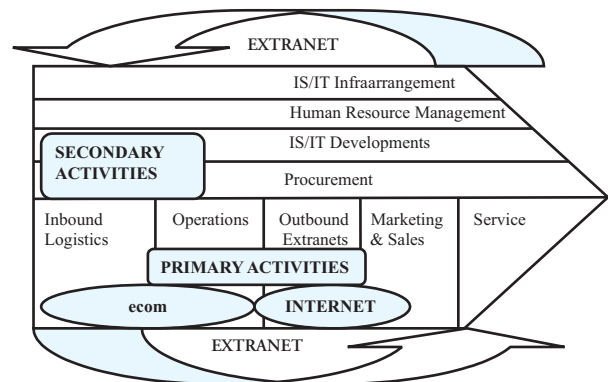 EXTRANET
IS/IT Infraarrangement
Human Resource Management
IS/IT Developments
SECONDARY
ACTIVITIES
Procurement
Inbound
Logistics
Operations
Outbound
Extranets
Marketing
& Sales
Service
PRIMARY ACTIVITIES
ecom
INTERNET
EXTRANET